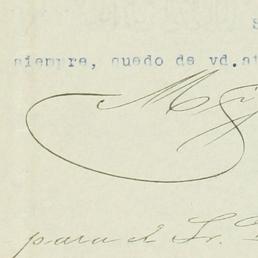 S
siempre, quedo de vd. at
para el Sr.